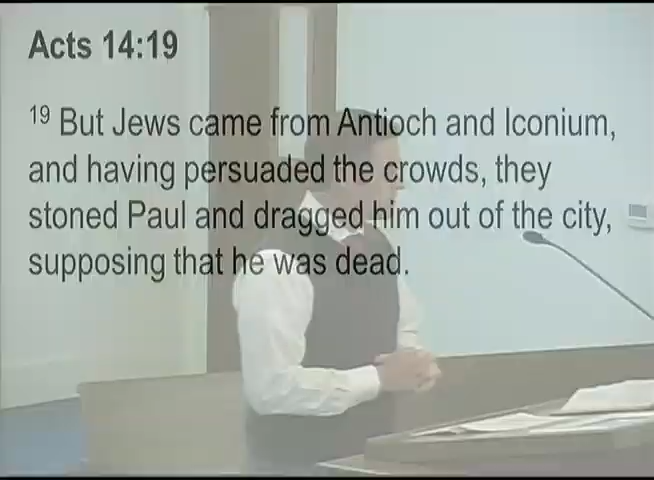 Acts 14:19
19 But Jews came from Antioch and Iconium,
and having persuaded the crowds, they
stoned Paul and dragged him out of the city,
supposing that he was dead.